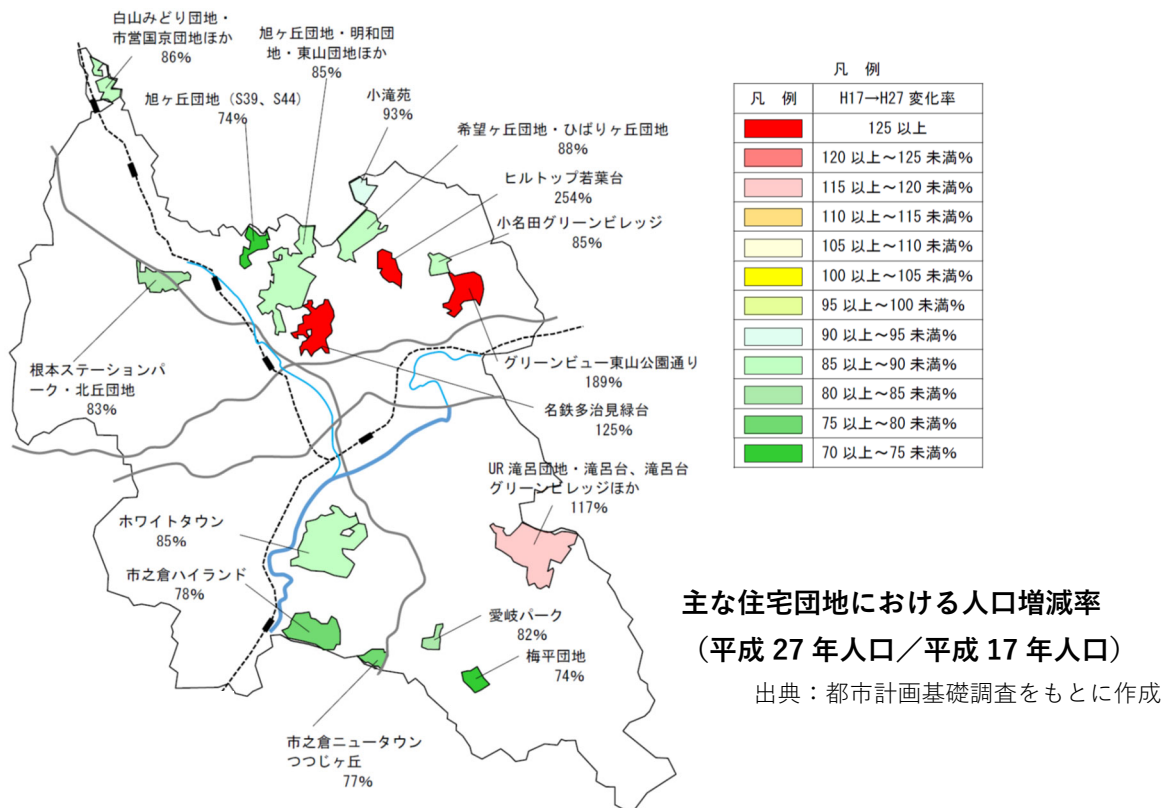 白山みどり団地・
市営国京団地ほか
86%
旭ヶ丘団地・明和団
地・東山団地ほか
85%
旭ヶ丘団地（S39、S44）
74%
小滝苑
93%
希望ヶ丘団地・ひばりヶ丘団地
88%
ヒルトップ若葉台
254%
小名田グリーンビレッジ
85%
根本ステーションパ
ーク・北丘団地
83%
グリーンビュー東山公園通り
189%
名鉄多治見緑台
125%
UR 滝呂団地・滝呂台、滝呂台
グリーンビレッジほか
117%
ホワイトタウン
85%
市之倉ハイランド
78%
愛岐パーク
82%
梅平団地
74%
市之倉ニュータウン
つつじヶ丘
77%
凡　例
凡　例　H17→H27 変化率
125 以上
120 以上～125 未満%
115 以上～120 未満%
110 以上～115 未満%
105 以上～110 未満%
100 以上～105 未満%
95 以上～100 未満%
90 以上～95 未満%
85 以上～90 未満%
80 以上～85 未満%
75 以上～80 未満%
70 以上～75 未満%
主な住宅団地における人口増減率
（平成 27 年人口／平成 17 年人口）
出典：都市計画基礎調査をもとに作成